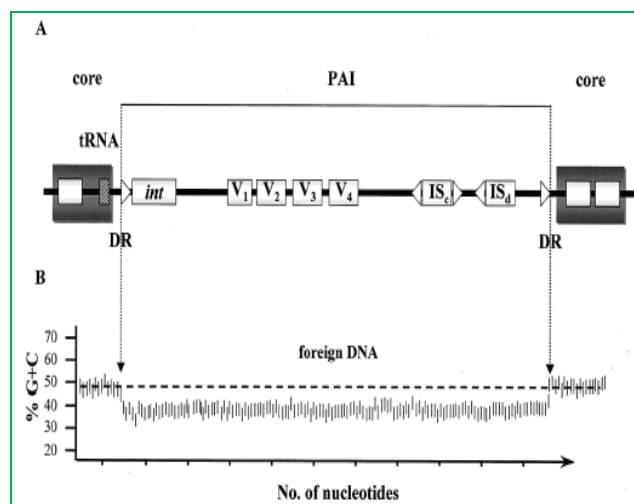 A
core PAI core
tRNA
int V1 V2 V3 V4 ISe ISd
DR DR
B
foreign DNA
70
60
50
40
30
20
% G+C
No. of nucleotides